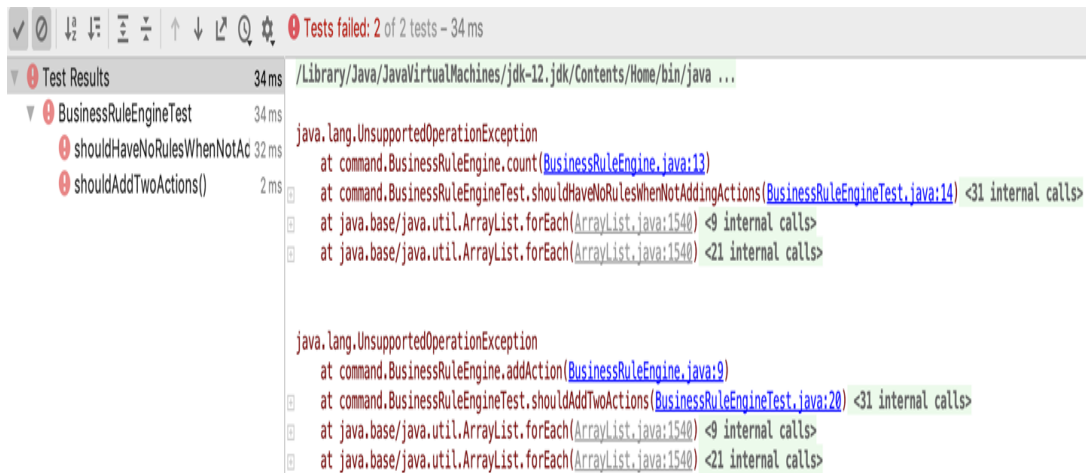 Tests failed: 2 of 2 tests – 34 ms
Test Results 34 ms
BusinessRuleEngineTest 34 ms
shouldHaveNoRulesWhenNotAd 32 ms
shouldAddTwoActions() 2 ms
/Library/Java/JavaVirtualMachines/jdk-12.jdk/Contents/Home/bin/java ...
java.lang.UnsupportedOperationException
at command.BusinessRuleEngine.count(BusinessRuleEngine.java:13)
at command.BusinessRuleEngineTest.shouldHaveNoRulesWhenNotAddingActions(BusinessRuleEngineTest.java:14) <31 internal calls>
at java.base/java.util.ArrayList.forEach(ArrayList.java:1540) <9 internal calls>
at java.base/java.util.ArrayList.forEach(ArrayList.java:1540) <21 internal calls>
java.lang.UnsupportedOperationException
at command.BusinessRuleEngine.addAction(BusinessRuleEngine.java:9)
at command.BusinessRuleEngineTest.shouldAddTwoActions(BusinessRuleEngineTest.java:20) <31 internal calls>
at java.base/java.util.ArrayList.forEach(ArrayList.java:1540) <9 internal calls>
at java.base/java.util.ArrayList.forEach(ArrayList.java:1540) <21 internal calls>